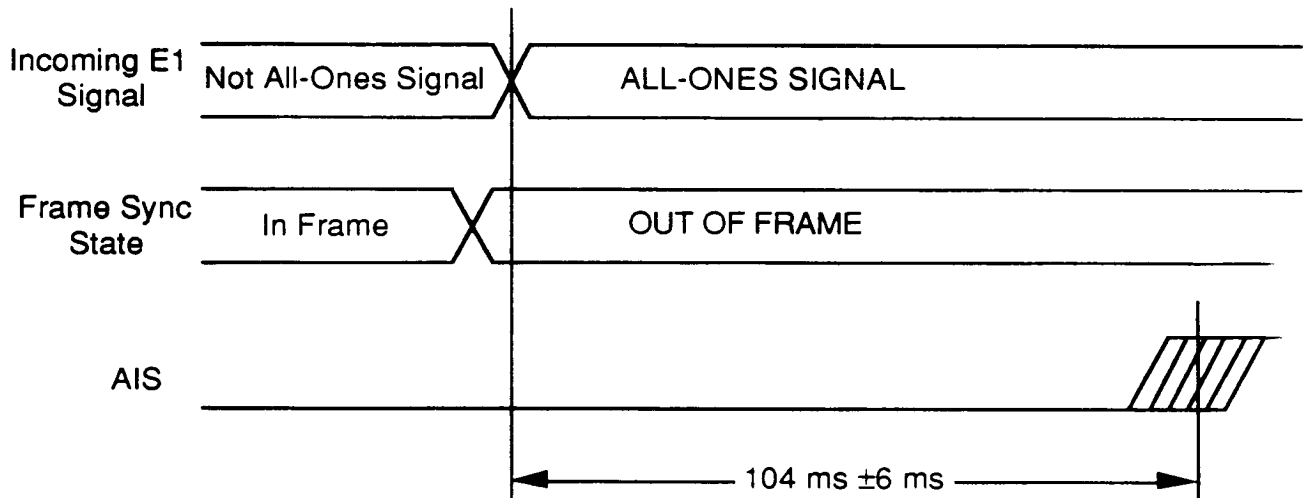 Incoming E1
Signal
Not All-Ones Signal
ALL-ONES SIGNAL
Frame Sync
State
In Frame
OUT OF FRAME
AIS
104 ms ±6 ms